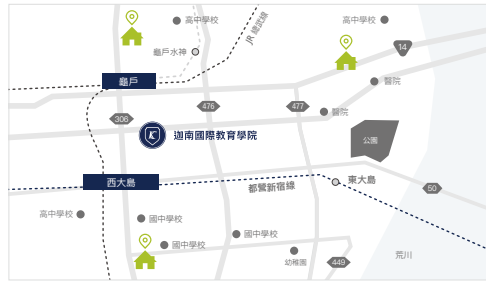 高中學校
高中學校
JR 總武線
14
龜戶水神
龜戶
醫院
476
477
醫院
306
K
迦南國際教育學院
公園
西大島
都營新宿線
東大島
50
高中學校
國中學校
國中學校
國中學校
荒川
幼稚園
449